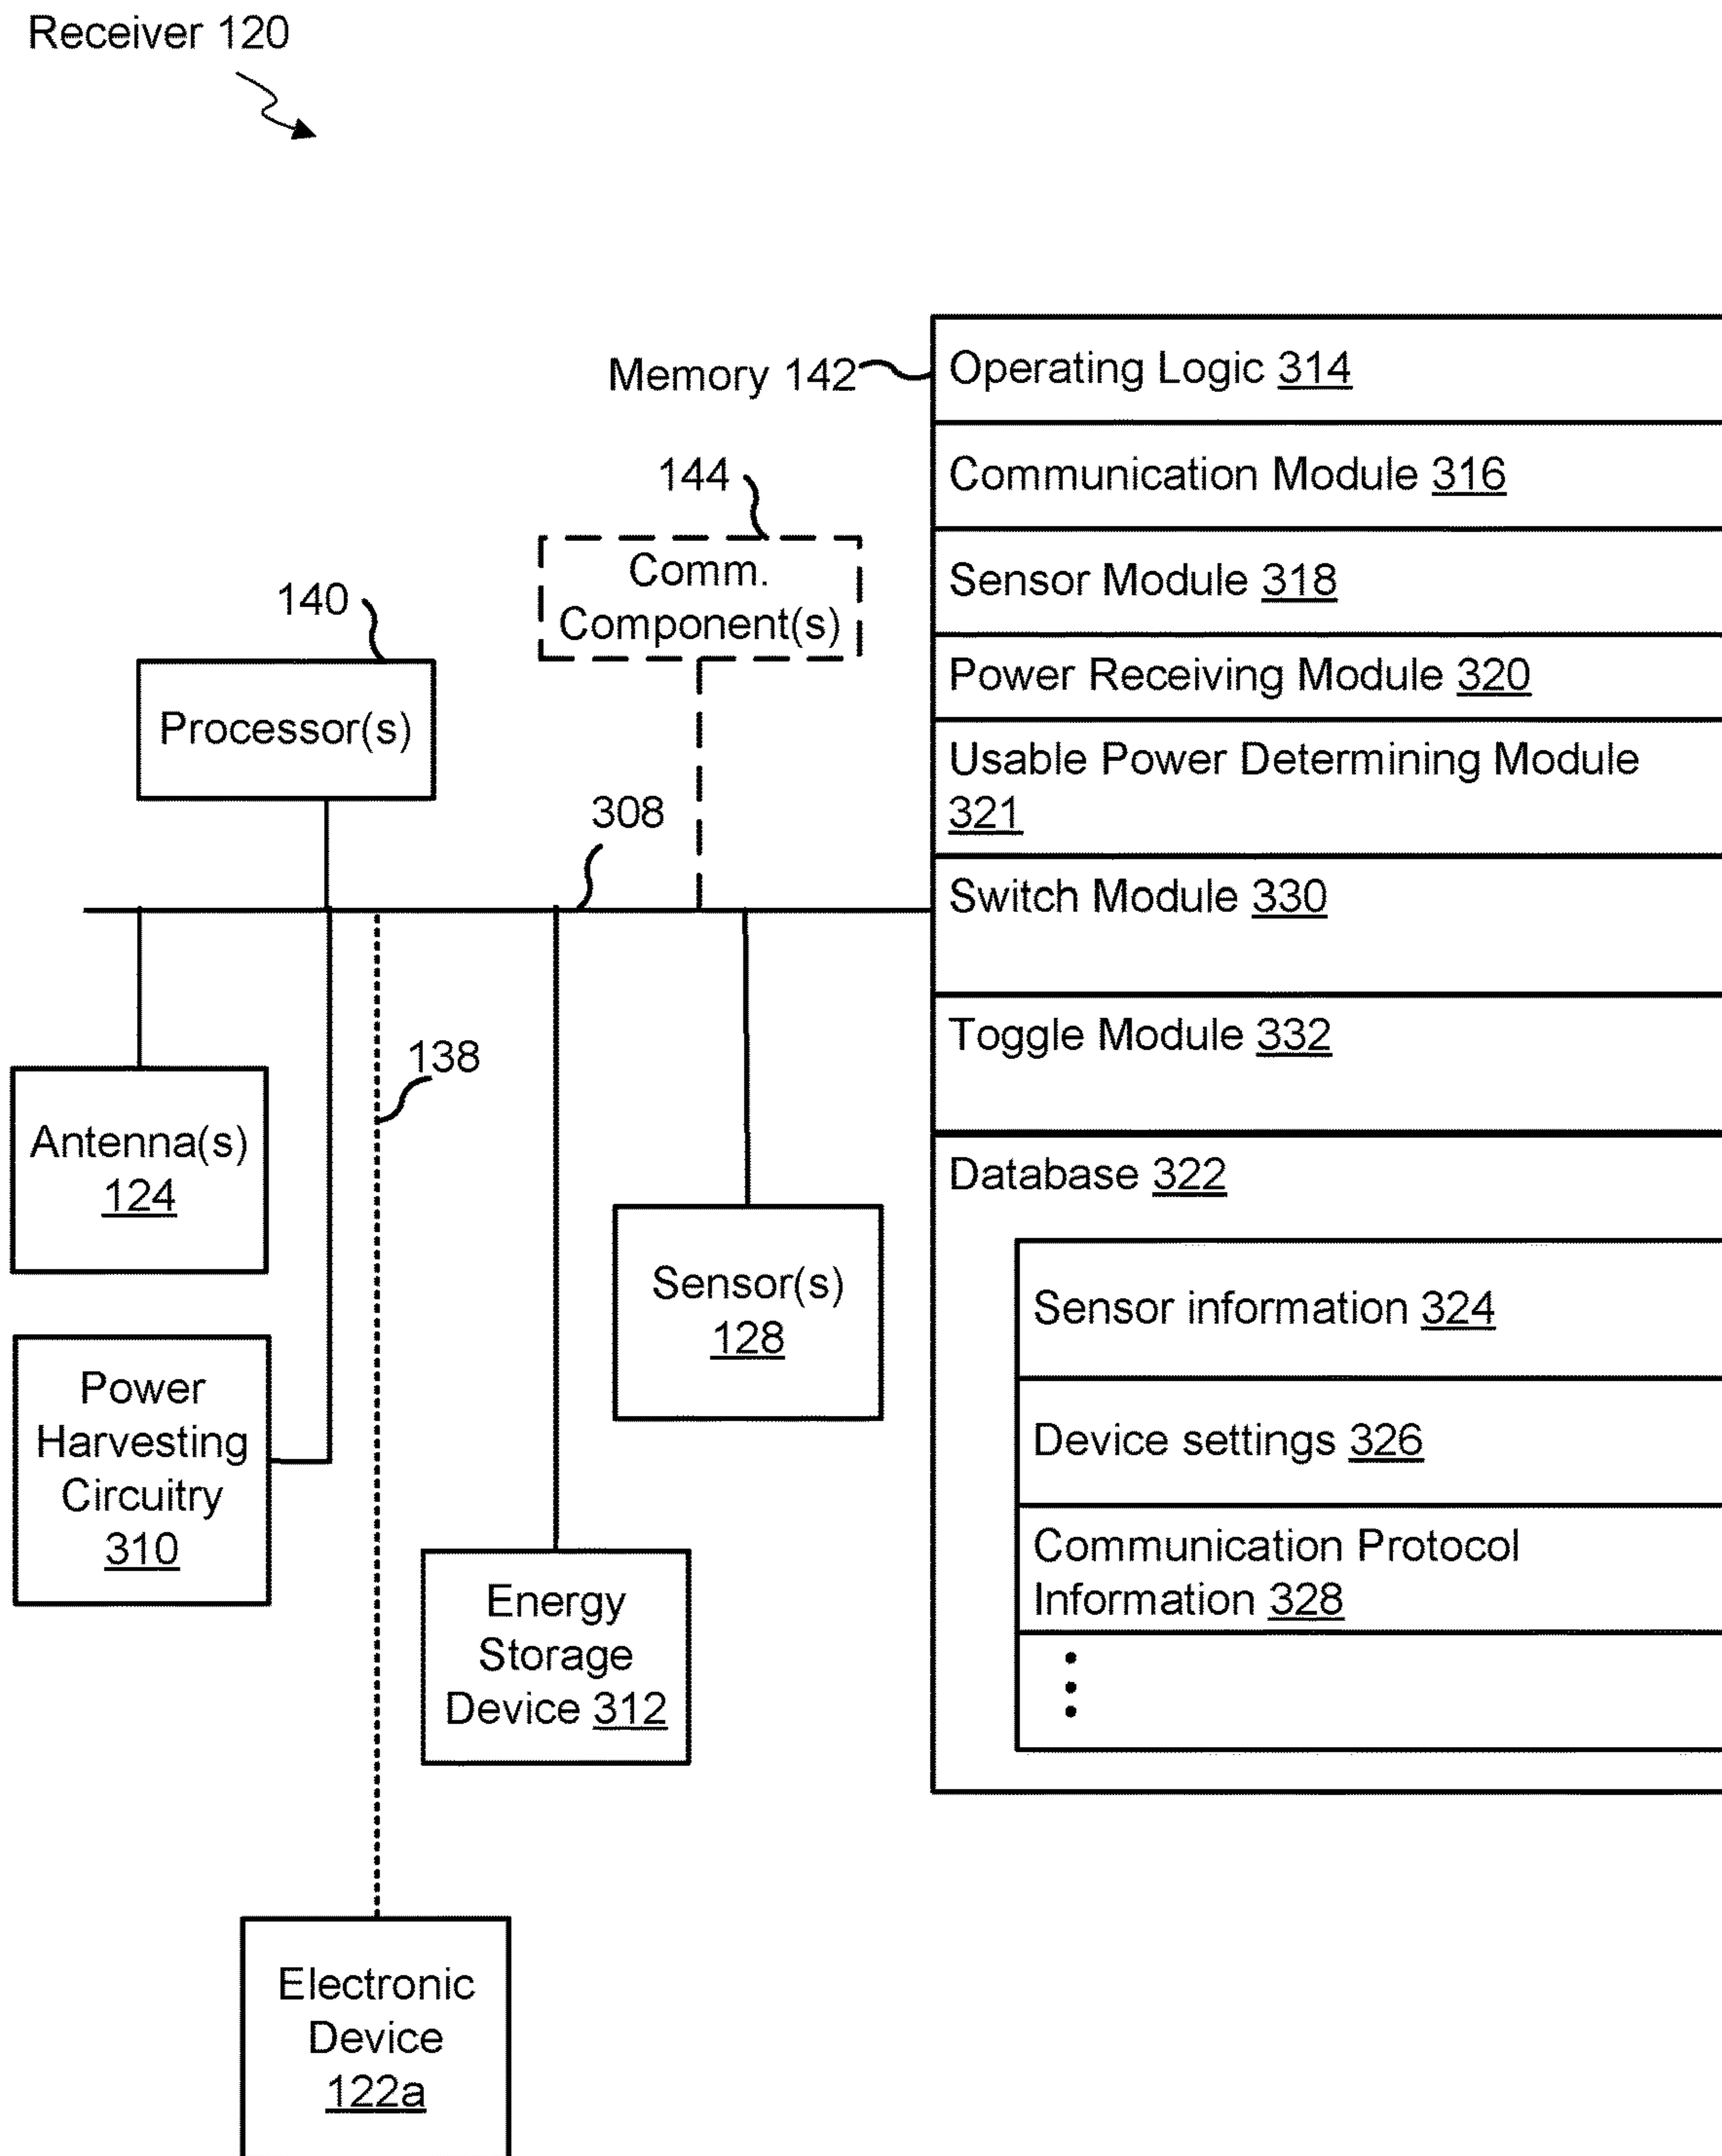 Receiver 120
Memory 142
Operating Logic 314
Communication Module 316
Sensor Module 318
Power Receiving Module 320
Usable Power Determining Module
321
Switch Module 330
Toggle Module 332
Database 322
Sensor information 324
Device settings 326
Communication Protocol
Information 328
144
Comm.
Component(s)
140
Processor(s)
308
138
Antenna(s)
124
Power
Harvesting
Circuitry
310
Sensor(s)
128
Energy
Storage
Device 312
Electronic
Device
122a